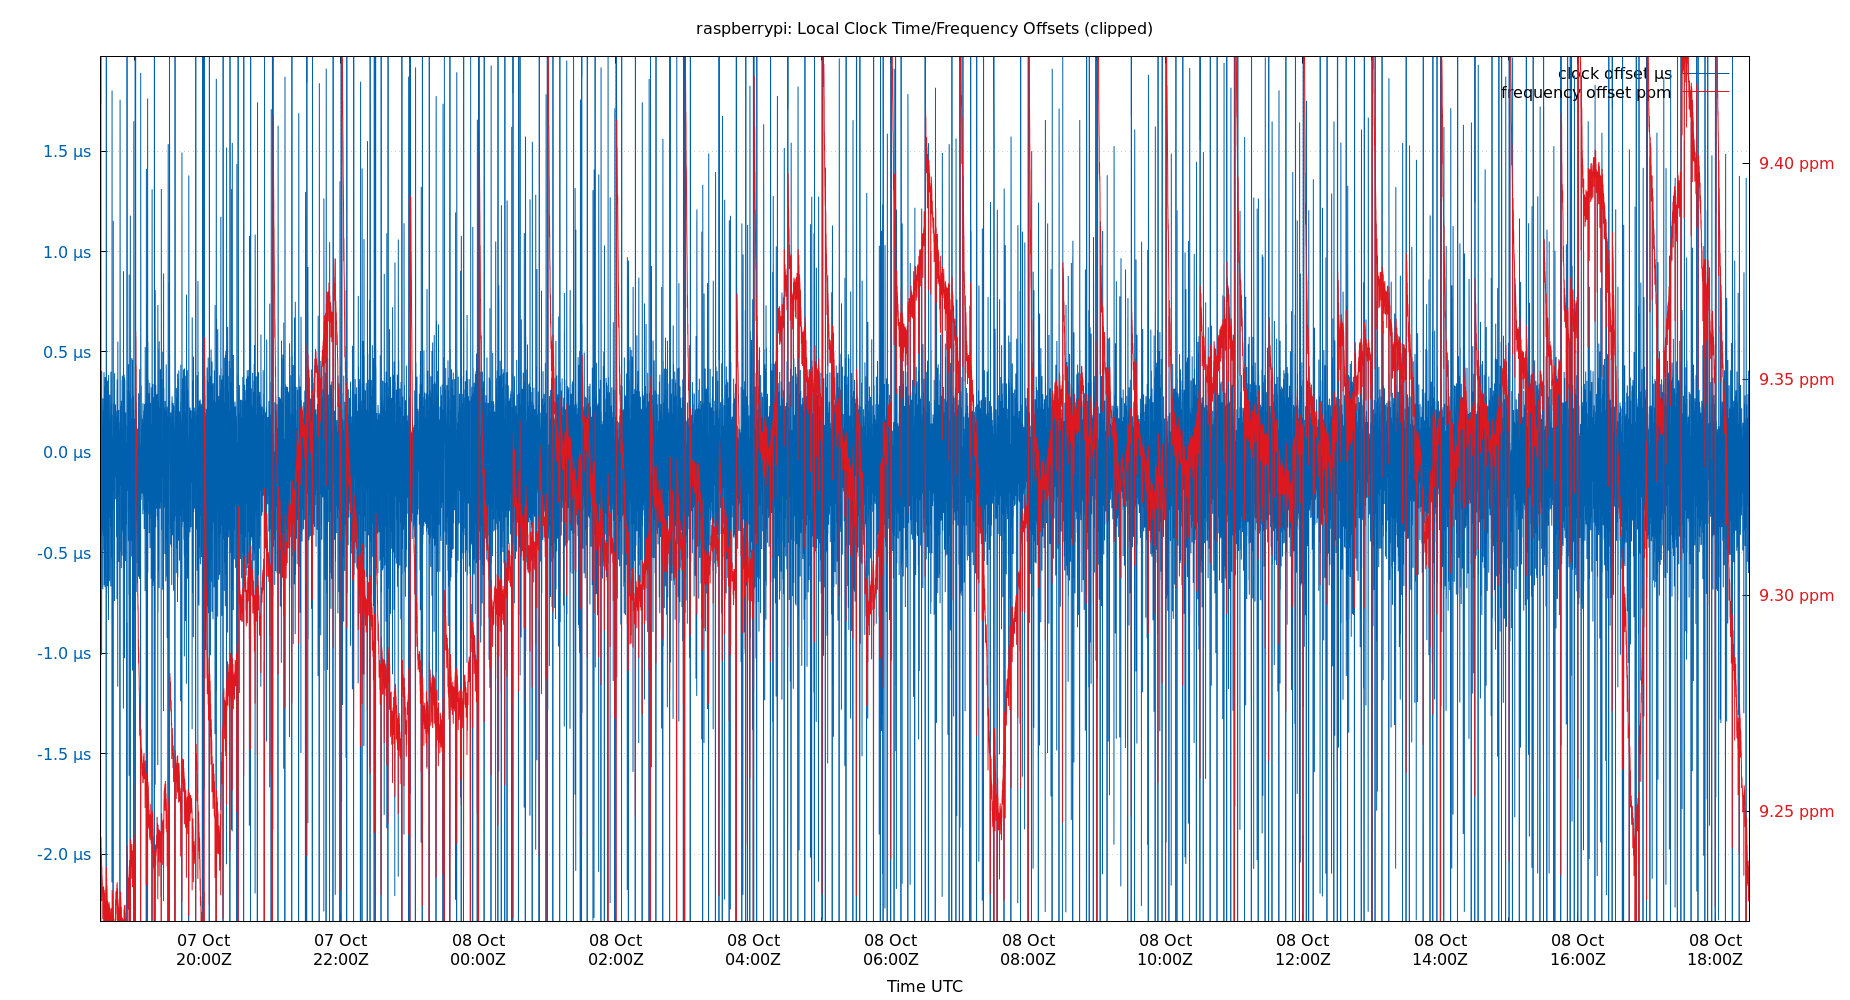 raspberrypi: Local Clock Time/Frequency Offsets (clipped)
clock offset µs
frequency offset ppm
1.5 µs
1.0 µs
0.5 µs
0.0 µs
-0.5 µs
-1.0 µs
-1.5 µs
-2.0 µs
9.40 ppm
9.35 ppm
9.30 ppm
9.25 ppm
07 Oct
20:00Z
07 Oct
22:00Z
08 Oct
00:00Z
08 Oct
02:00Z
08 Oct
04:00Z
08 Oct
06:00Z
08 Oct
08:00Z
08 Oct
10:00Z
08 Oct
12:00Z
08 Oct
14:00Z
08 Oct
16:00Z
08 Oct
18:00Z
Time UTC